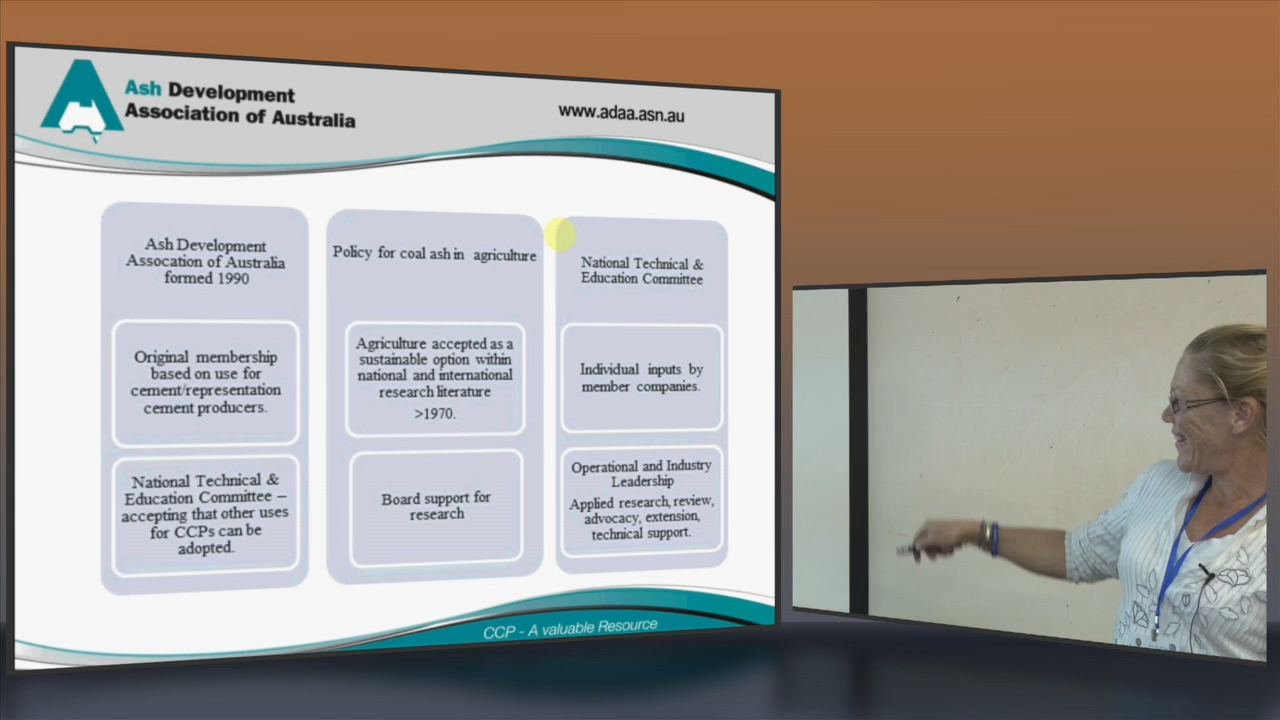 Ash Development
Association of Australia
www.adaa.asn.au
Ash Development
Assocation of Australia
formed 1990
Original membership
based on use for
cement/representation
cement producers.
National Technical &
Education Committee –
accepting that other uses
for CCPs can be
adopted.
Policy for coal ash in agriculture
Agriculture accepted as a
sustainable option within
national and international
research literature
>1970.
Board support for
research
National Technical &
Education Committee
Individual inputs by
member companies.
Operational and Industry
Leadership
Applied research, review,
advocacy, extension,
technical support.
CCP - A valuable Resource